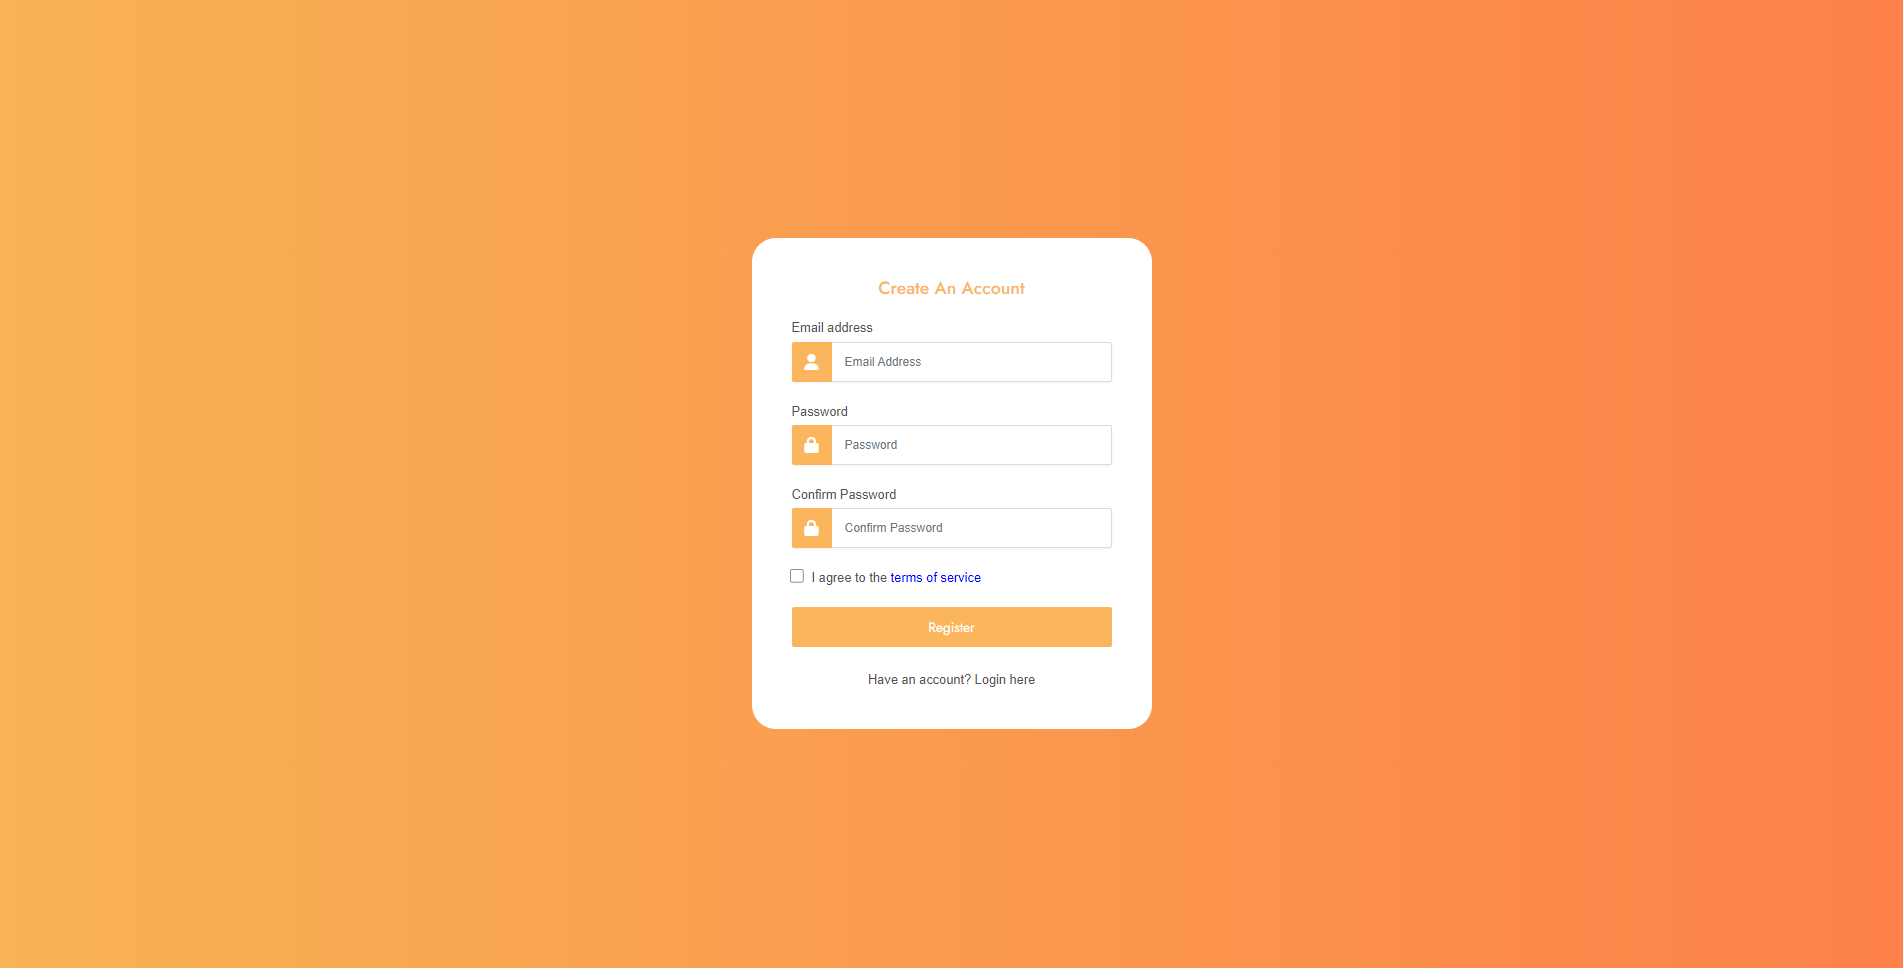 Create An Account
Email address
Email Address
Password
Password
Confirm Password
Confirm Password
I agree to the terms of service
Register
Have an account? Login here